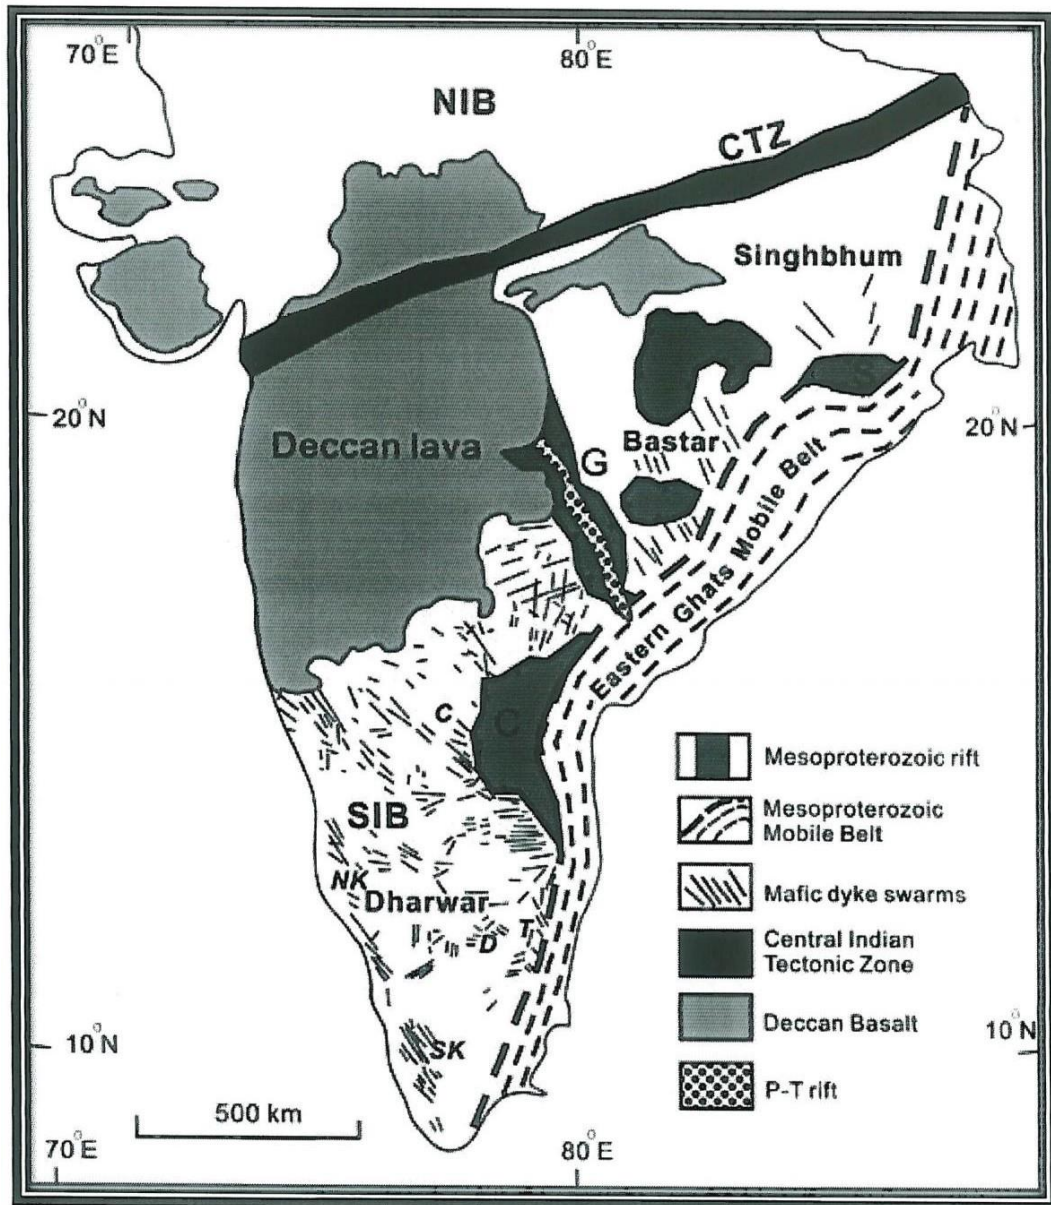 70°E
80°E
NIB
CTZ
Singhbhum
S
20°N
20°N
Deccan lava
Bastar
G
Eastern Ghats Mobile Belt
C
C
SIB
NK
Dharwar
D
T
SK
Mesoproterozoic rift
Mesoproterozoic
Mobile Belt
Mafic dyke swarms
Central Indian
Tectonic Zone
Deccan Basalt
P-T rift
10°N
10°N
500 km
70°E
80°E